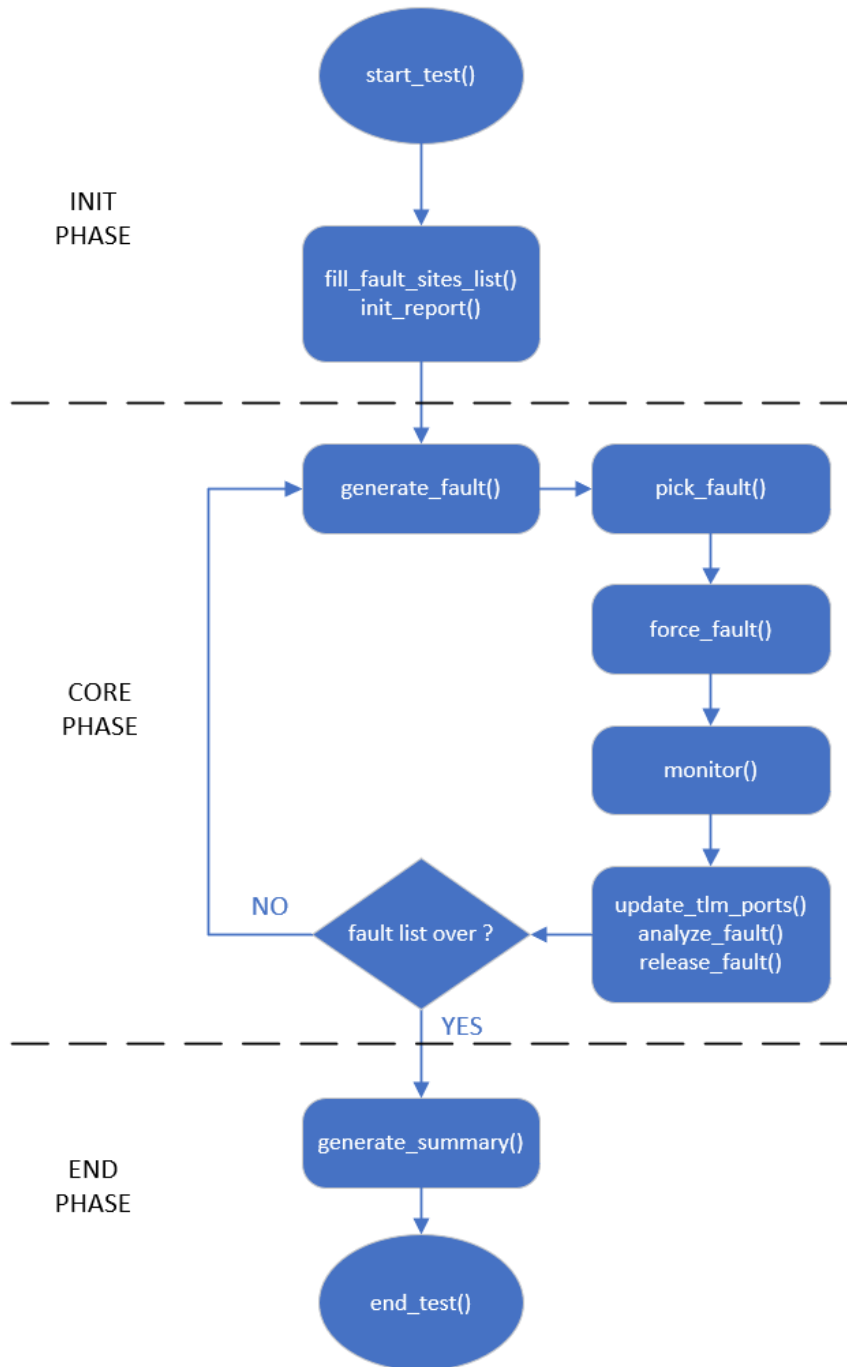 start_test()
INIT
PHASE
fill_fault_sites_list()
init_report()
generate_fault()
pick_fault()
force_fault()
CORE
PHASE
monitor()
update_tlm_ports()
analyze_fault()
release_fault()
fault list over ?
NO
YES
generate_summary()
END
PHASE
end_test()